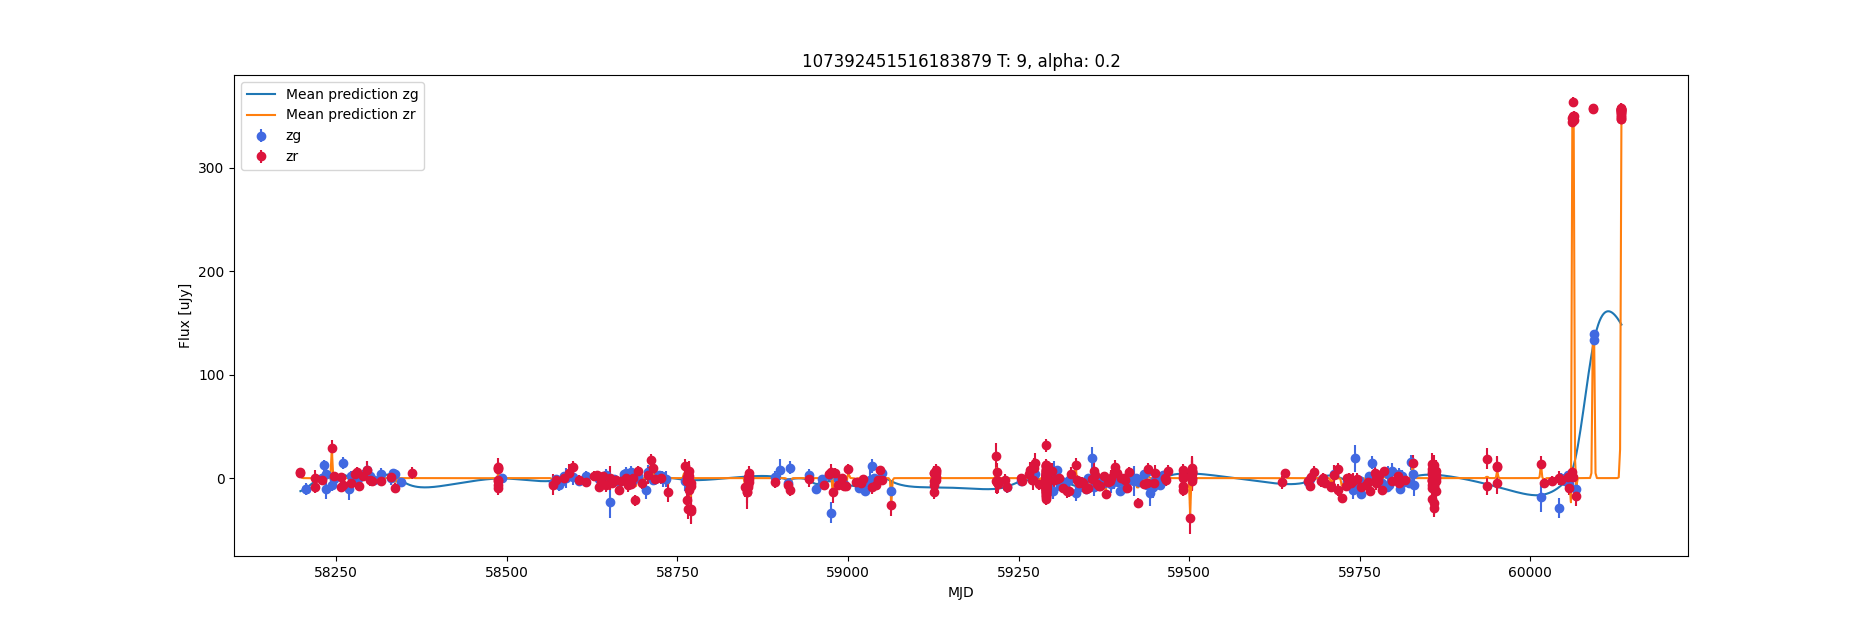 107392451516183879 T: 9, alpha: 0.2
Mean prediction zg
Mean prediction zr
zg
zr
Flux [uJy]
300
200
100
0
58250 58500 58750 59000 59250 59500 59750 60000
MJD